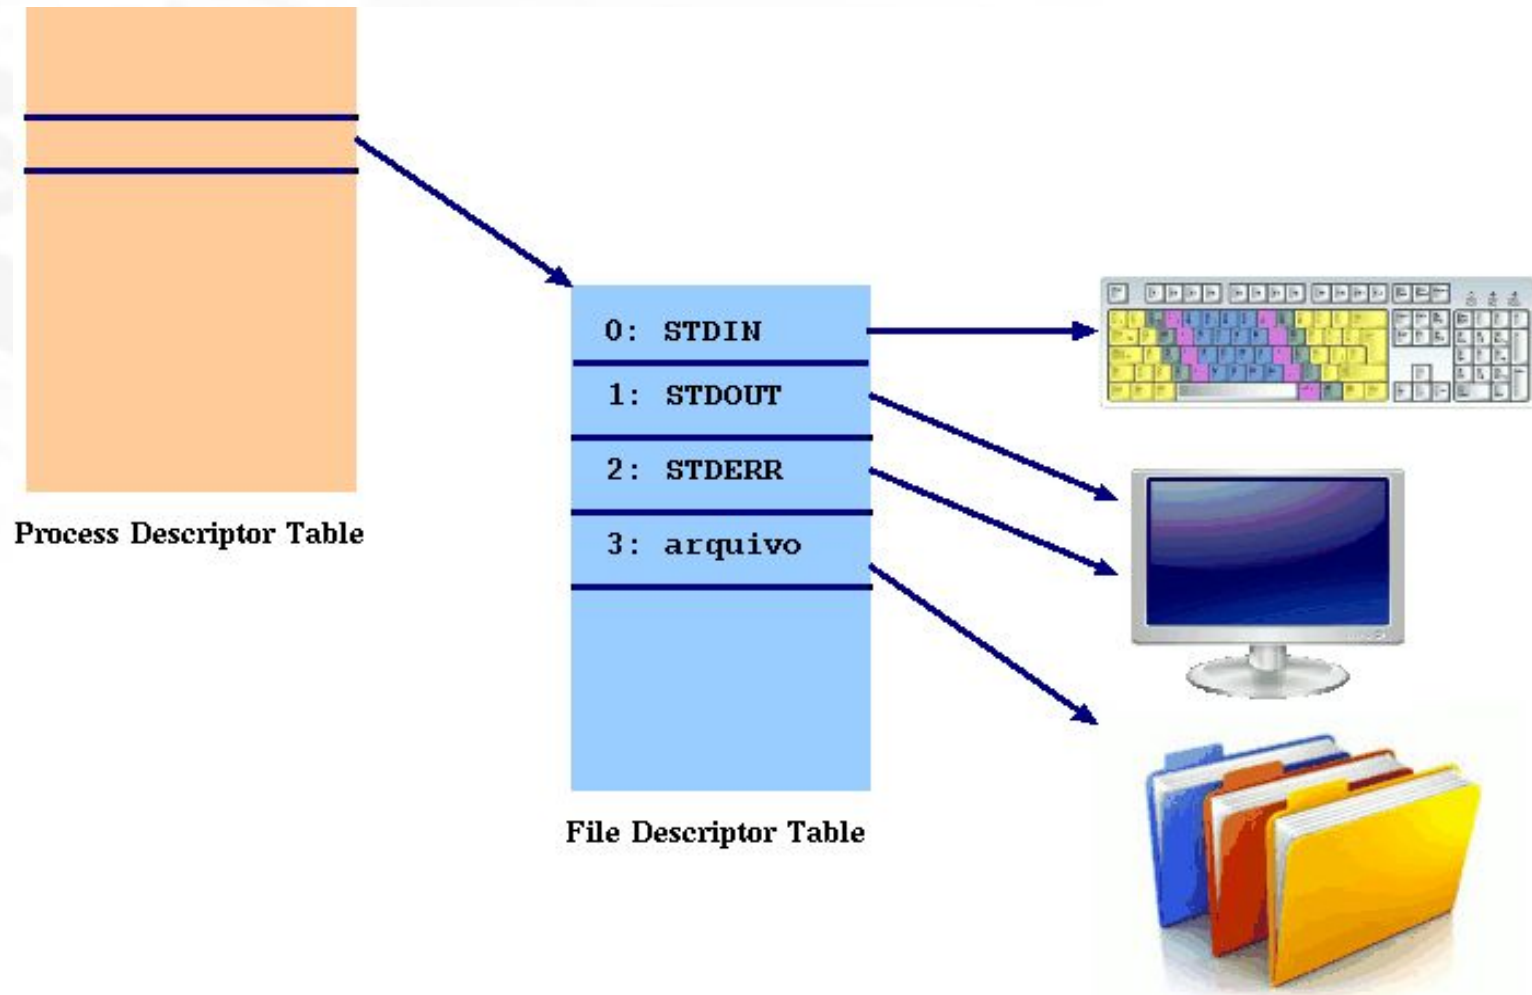 Process Descriptor Table
0: STDIN
1: STDOUT
2: STDERR
3: arquivo
File Descriptor Table